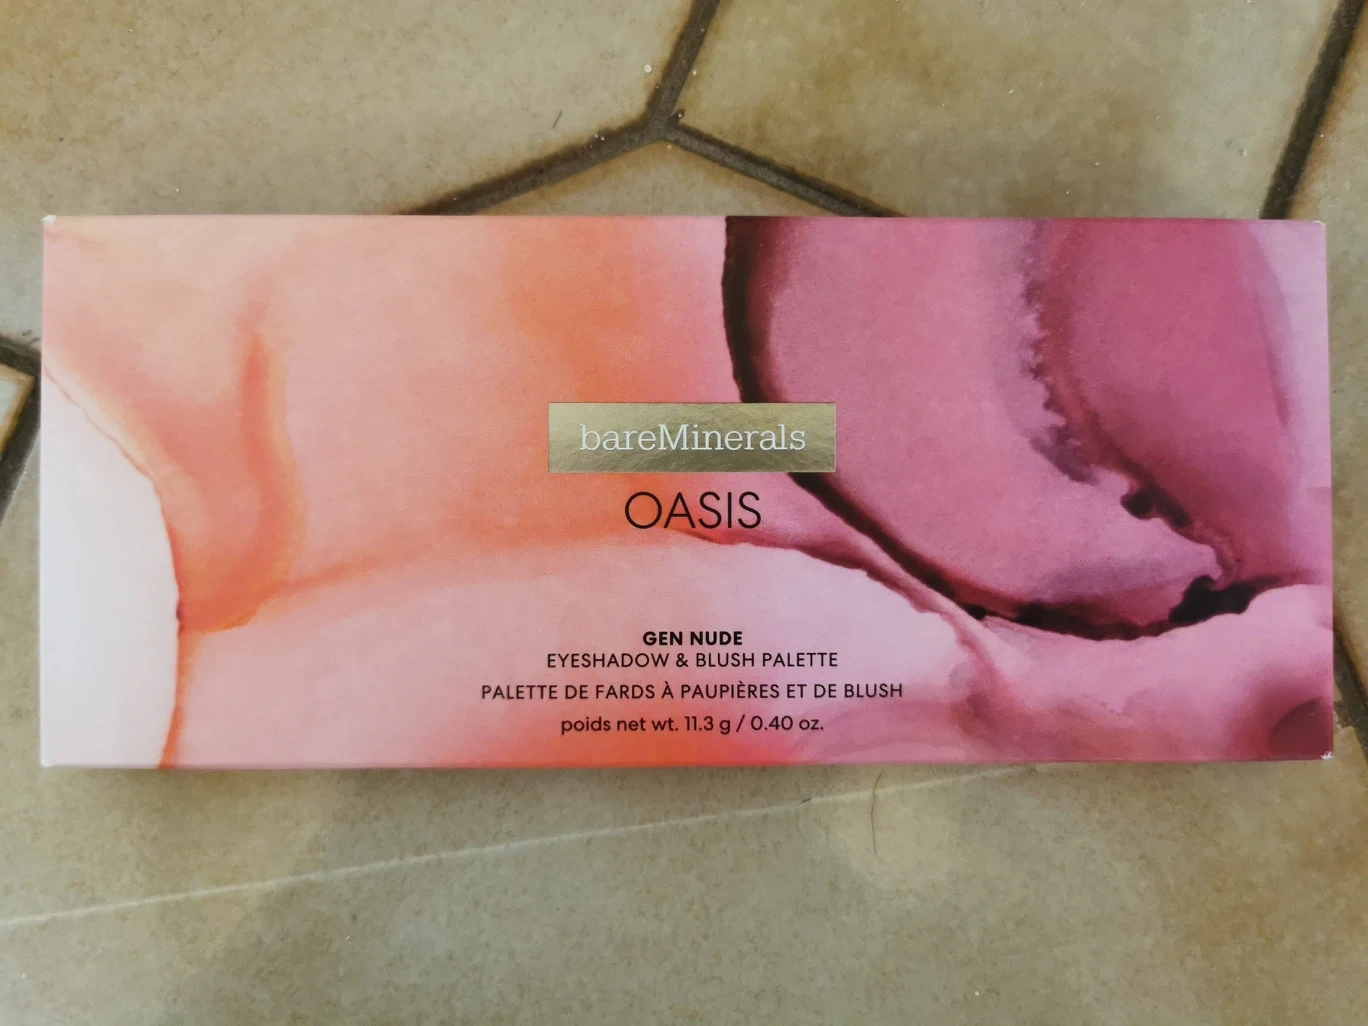 bareMinerals
OASIS
GEN NUDE
EYESHADOW & BLUSH PALETTE
PALETTE DE FARDS À PAUPIÈRES ET DE BLUSH
poids net wt. 11.3 g / 0.40 oz.